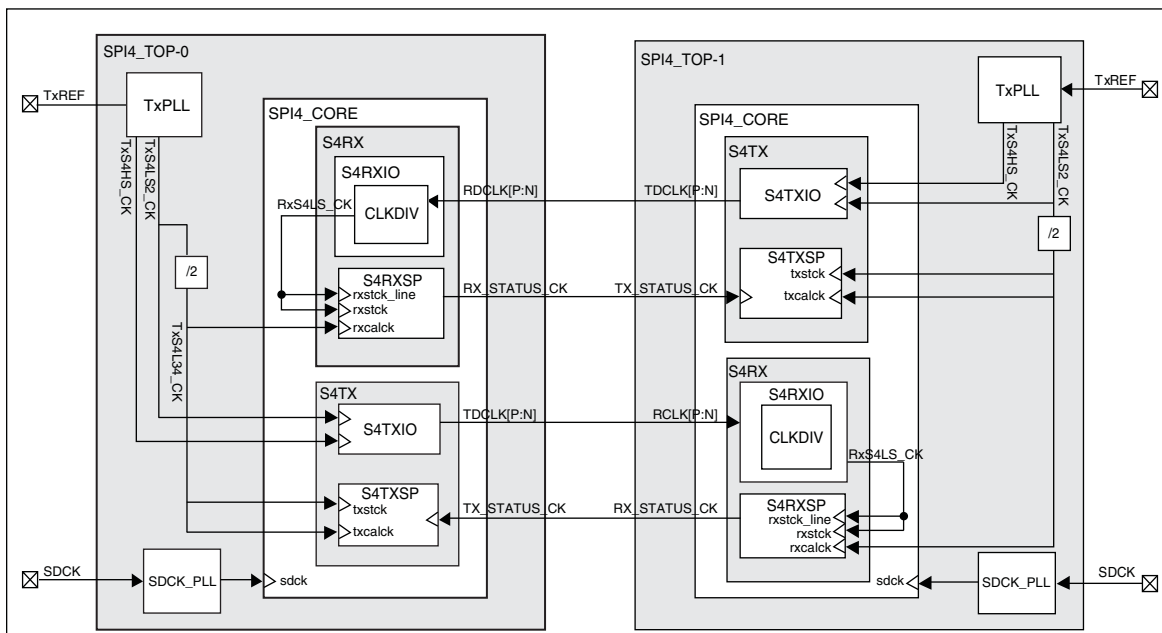 SPI4_TOP-0
TxREF
TxPLL
TxS4HS_CK
TxS4LS2_CK
/2
TxS4L34_CK
SPI4_CORE
S4RX
S4RXIO
RxS4LS_CK
CLKDIV
RDCLK[P:N]
S4RXSP
rxstck_line
rxstck
rxcalck
RX_STATUS_CK
S4TX
S4TXIO
TDCLK[P:N]
S4TXSP
txstck
txcalck
TX_STATUS_CK
SDCK
SDCK_PLL
sdck
SPI4_TOP-1
TxREF
TxPLL
TxS4HS_CK
TxS4LS2_CK
/2
SPI4_CORE
S4TX
TDCLK[P:N]
S4TXIO
S4TXSP
txstck
txcalck
TX_STATUS_CK
S4RX
S4RXIO
RCLK[P:N]
CLKDIV
RxS4LS_CK
S4RXSP
rxstck_line
rxstck
rxcalck
RX_STATUS_CK
sdck
SDCK_PLL
SDCK